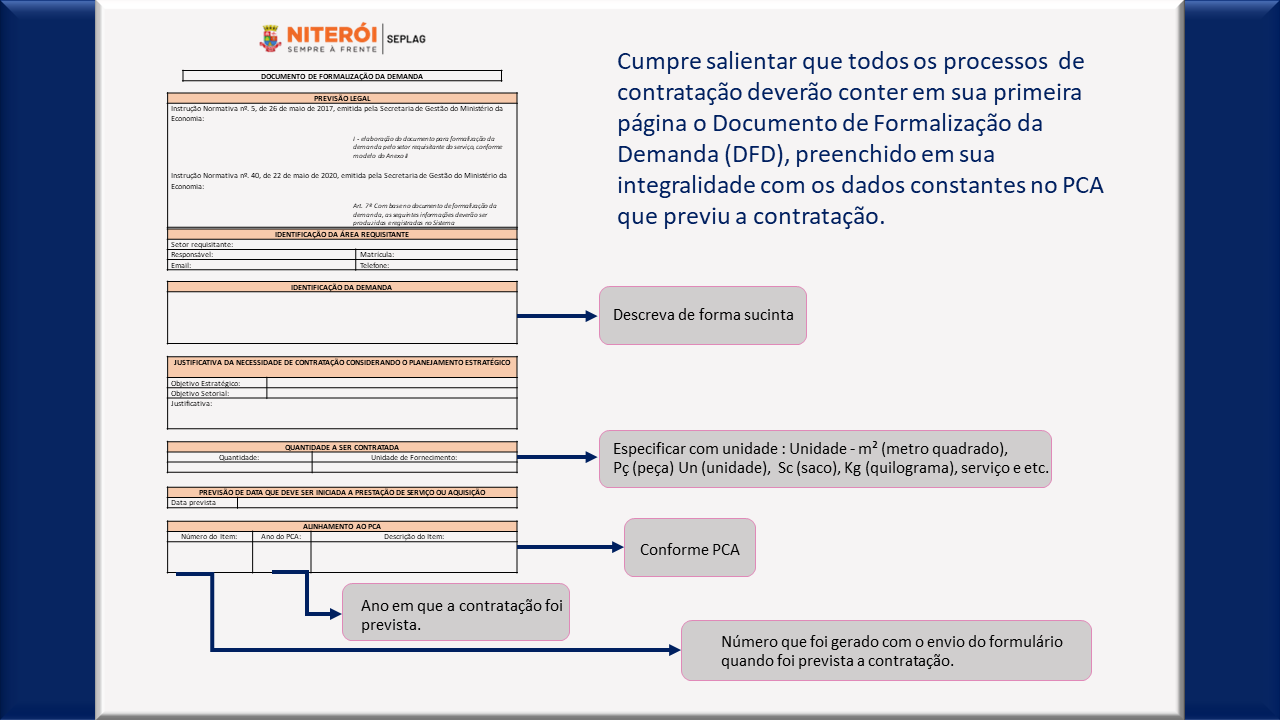 NITERÓI
SEMPRE À FRENTE
SEPLAG
DOCUMENTO DE FORMALIZAÇÃO DA DEMANDA
PREVISÃO LEGAL
Instrução Normativa nº. 5, de 26 de maio de 2017, emitida pela Secretaria de Gestão do Ministério da
Economia:
I - elaboração do documento para formalização da
demanda pelo setor requisitante do serviço, conforme
modelo do Anexo II
Instrução Normativa nº. 40, de 22 de maio de 2020, emitida pela Secretaria de Gestão do Ministério da
Economia:
Art. 7º Com base no documento de formalização da
demanda, as seguintes informações deverão ser
produzidas e registradas no Sistema
IDENTIFICAÇÃO DA ÁREA REQUISITANTE
Setor requisitante:
Responsável: Matrícula:
Email: Telefone:
IDENTIFICAÇÃO DA DEMANDA
JUSTIFICATIVA DA NECESSIDADE DE CONTRATAÇÃO CONSIDERANDO O PLANEJAMENTO ESTRATÉGICO
Objetivo Estratégico:
Objetivo Setorial:
Justificativa:
QUANTIDADE A SER CONTRATADA
Quantidade: Unidade de Fornecimento:
PREVISÃO DE DATA QUE DEVE SER INICIADA A PRESTAÇÃO DE SERVIÇO OU AQUISIÇÃO
Data prevista
ALINHAMENTO AO PCA
Número do Item: Ano do PCA: Descrição do Item:
Cumpre salientar que todos os processos de
contratação deverão conter em sua primeira
página o Documento de Formalização da
Demanda (DFD), preenchido em sua
integralidade com os dados constantes no PCA
que previu a contratação.
Descreva de forma sucinta
Especificar com unidade : Unidade - m² (metro quadrado),
Pç (peça) Un (unidade), Sc (saco), Kg (quilograma), serviço e etc.
Conforme PCA
Ano em que a contratação foi
prevista.
Número que foi gerado com o envio do formulário
quando foi prevista a contratação.